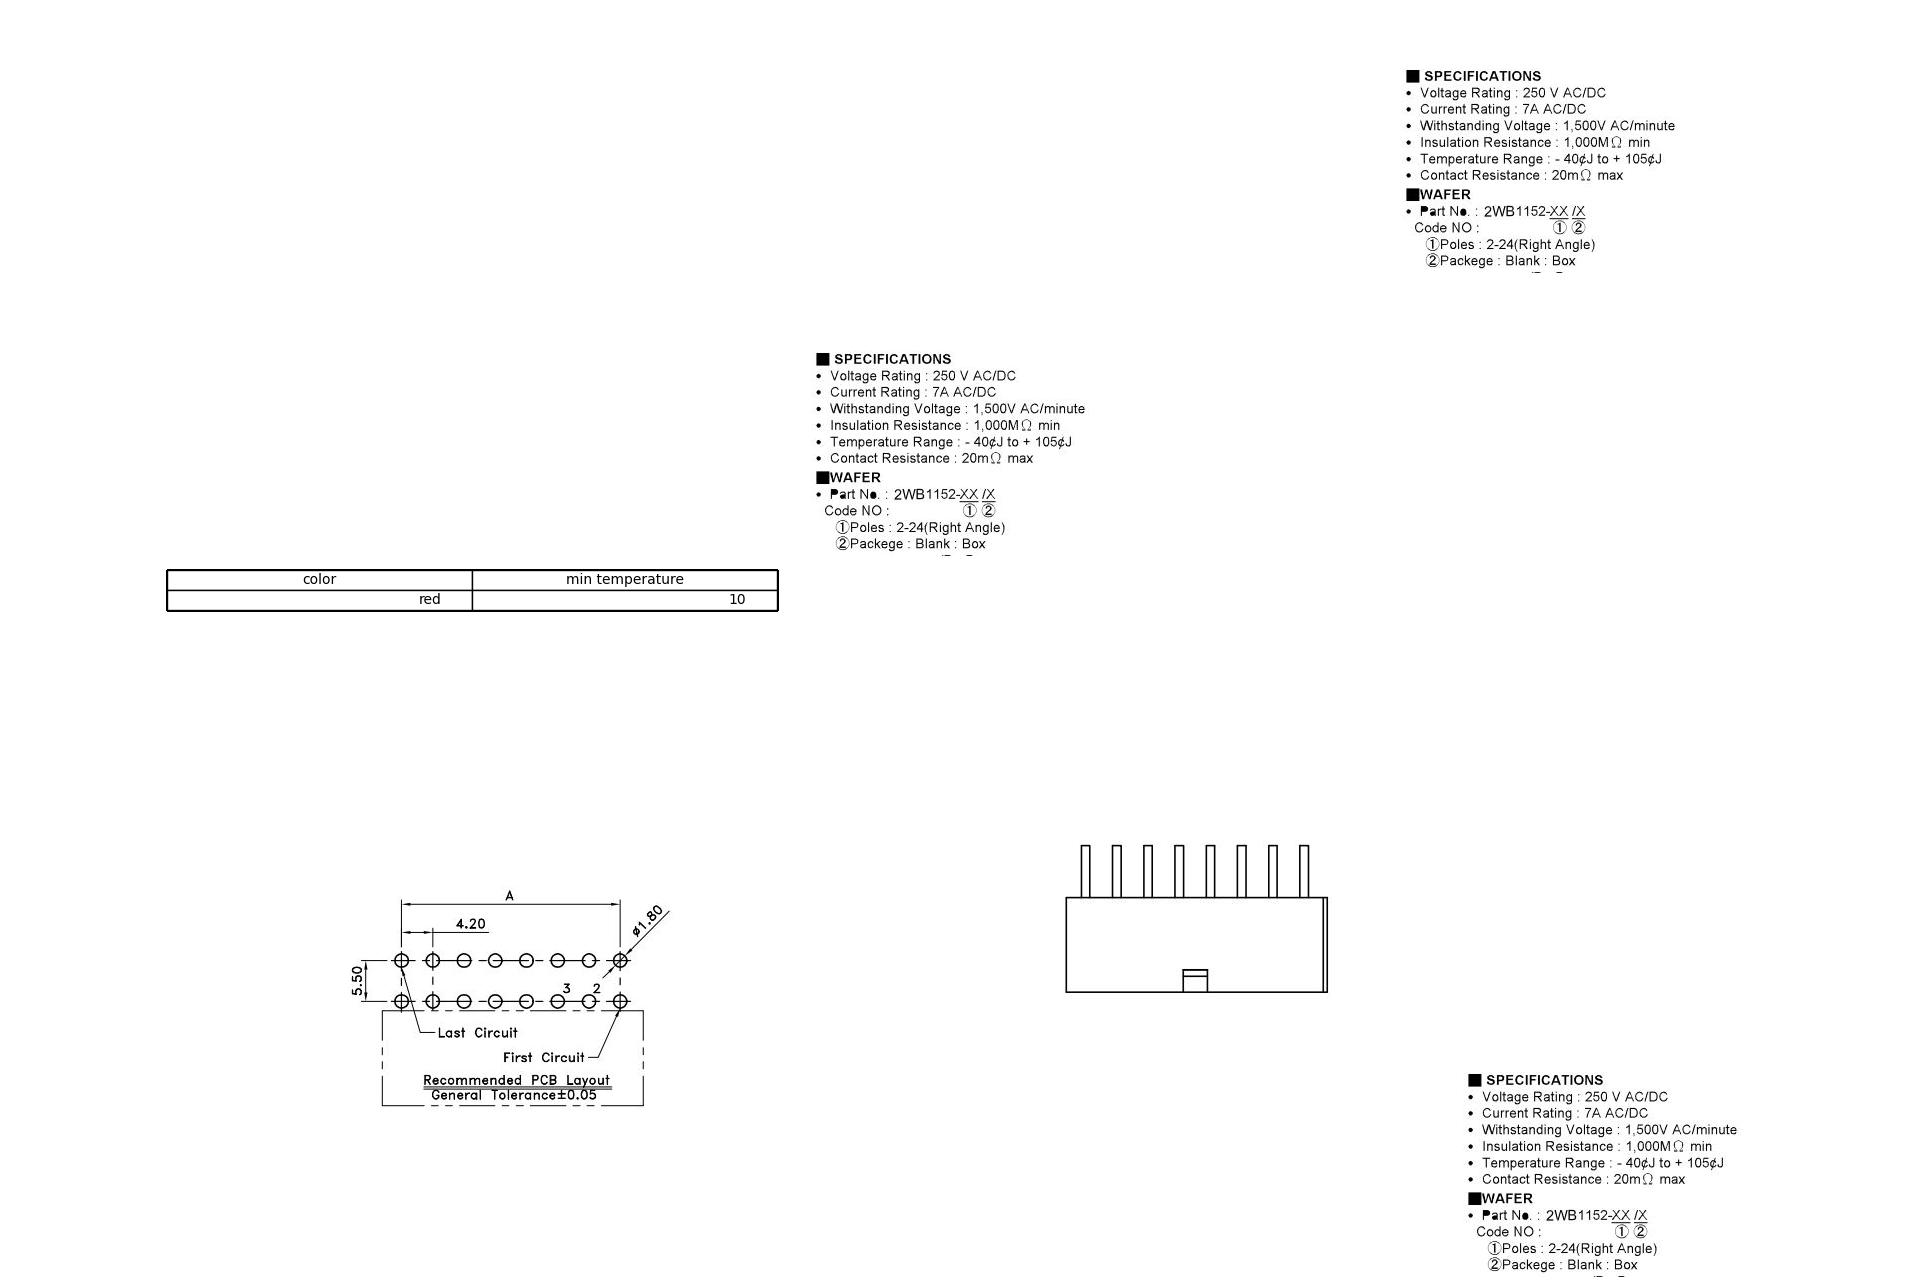 ■ SPECIFICATIONS
• Voltage Rating : 250 V AC/DC
• Current Rating : 7A AC/DC
• Withstanding Voltage : 1,500V AC/minute
• Insulation Resistance : 1,000MΩ min
• Temperature Range : - 40¢J to + 105¢J
• Contact Resistance : 20mΩ max
■WAFER
• Part No. : 2WB1152-XX /X
Code NO : ① ②
①Poles : 2-24(Right Angle)
②Packege : Blank : Box
■ SPECIFICATIONS
• Voltage Rating : 250 V AC/DC
• Current Rating : 7A AC/DC
• Withstanding Voltage : 1,500V AC/minute
• Insulation Resistance : 1,000MΩ min
• Temperature Range : - 40¢J to + 105¢J
• Contact Resistance : 20mΩ max
■WAFER
• Part No. : 2WB1152-XX /X
Code NO : ① ②
①Poles : 2-24(Right Angle)
②Packege : Blank : Box
color min temperature
red 10
A
4.20
ø1.80
5.50
3 2
Last Circuit
First Circuit
Recommended PCB Layout
General Tolerance±0.05
■ SPECIFICATIONS
• Voltage Rating : 250 V AC/DC
• Current Rating : 7A AC/DC
• Withstanding Voltage : 1,500V AC/minute
• Insulation Resistance : 1,000MΩ min
• Temperature Range : - 40¢J to + 105¢J
• Contact Resistance : 20mΩ max
■WAFER
• Part No. : 2WB1152-XX /X
Code NO : ① ②
①Poles : 2-24(Right Angle)
②Packege : Blank : Box